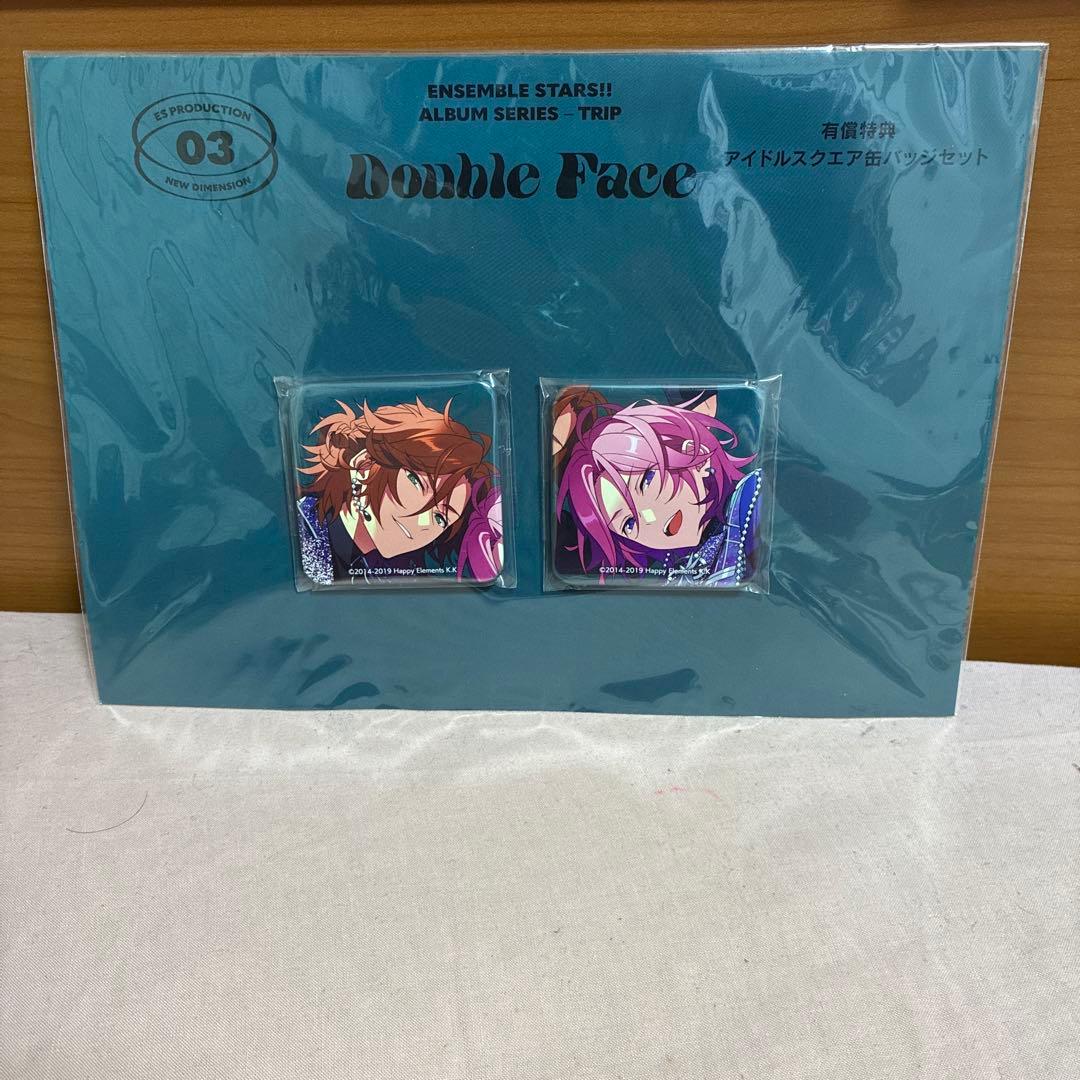 ES PRODUCTION
03
NEW DIMENSION
ENSEMBLE STARS!!
ALBUM SERIES – TRIP
Double Face
有償特典
アイドルスクエア缶バッジセット
©2014-2019 Happy Elements K.K
©2014-2019 Happy Elements K.K